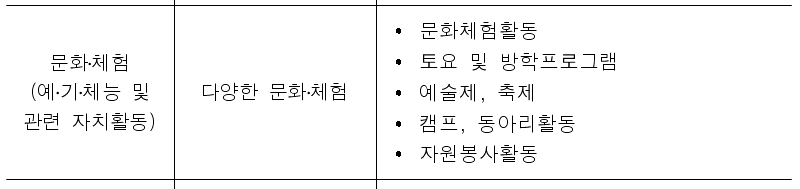 문화·체험
(예·기·체능 및
관련 자치활동)
다양한 문화·체험
• 문화체험활동
• 토요 및 방학프로그램
• 예술제, 축제
• 캠프, 동아리활동
• 자원봉사활동